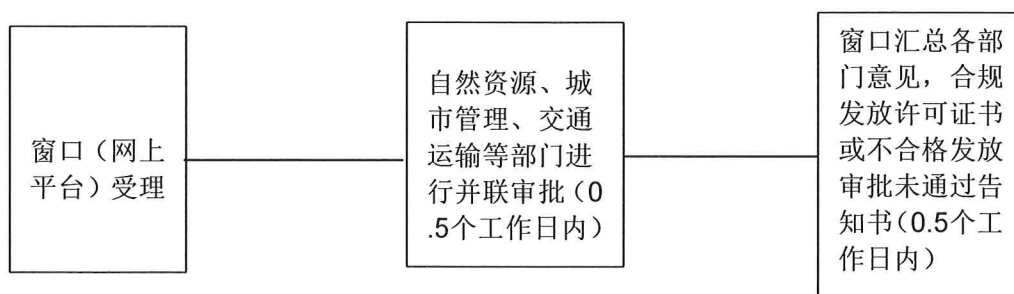 窗口（网上
平台）受理
自然资源、城
市管理、交通
运输等部门进
行并联审批（0
.5个工作日内）
窗口汇总各部
门意见，合规
发放许可证书
或不合格发放
审批未通过告
知书（0.5个工
作日内）